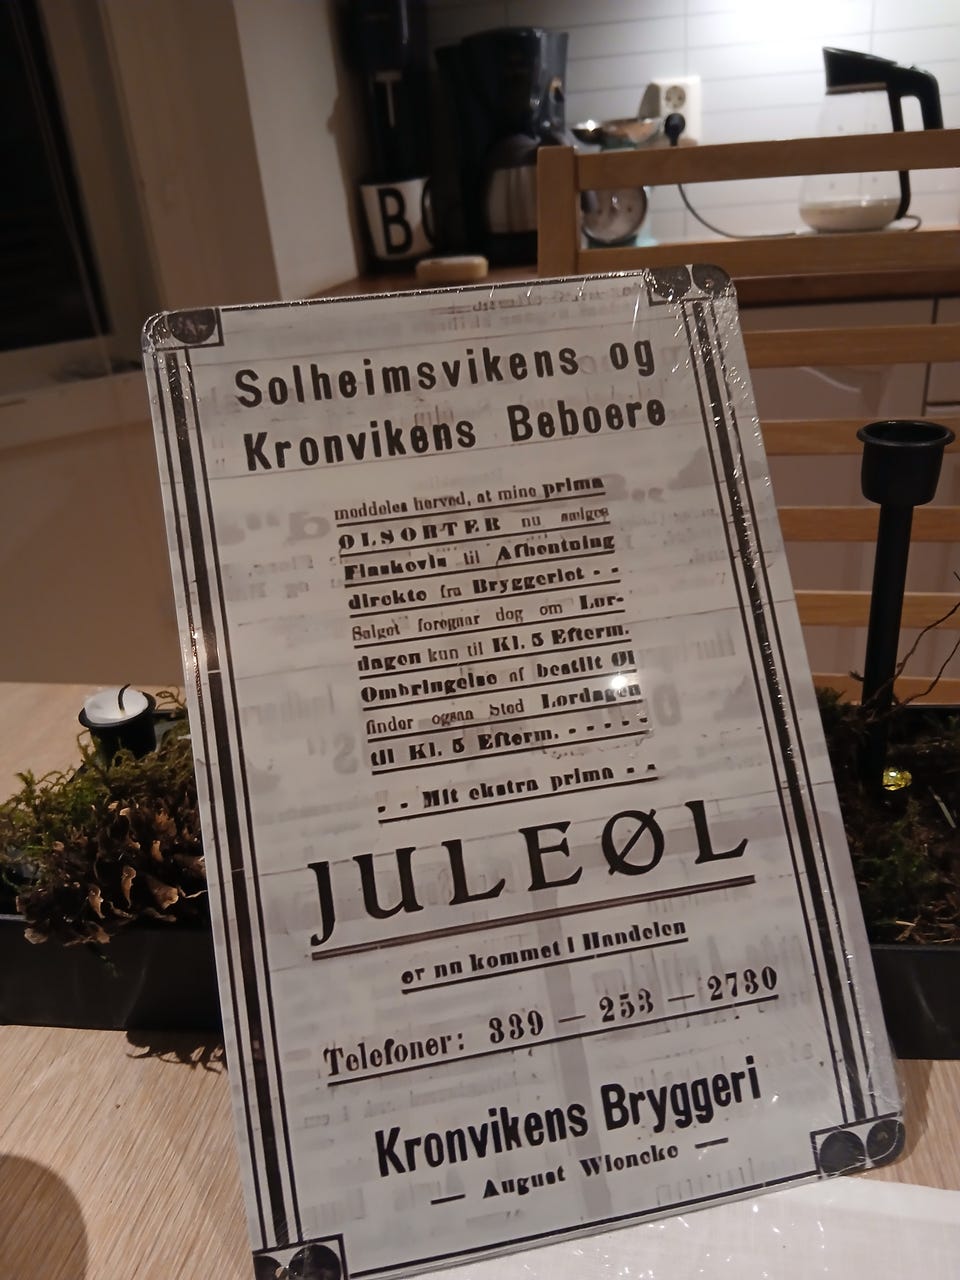 B
Solheimsvikens og
Kronvikens Beboere
meddeles herved, at mine prima
ØLSORTER nu sælges
Flaskevis til Afhentning
direkte fra Bryggeriet - -
Salget foregaar dog om Lør-
dagen kun til Kl. 5 Efterm.
Ombringelse af bestilt Øl
finder ogsaa Sted Lørdagen
til Kl. 5 Efterm. - - - - -
- - Mit ekstra prima - -
JULEØL
er nu kommet i Handelen
Telefoner: 339 — 253 — 2730
Kronvikens Bryggeri
— August Wioncke —